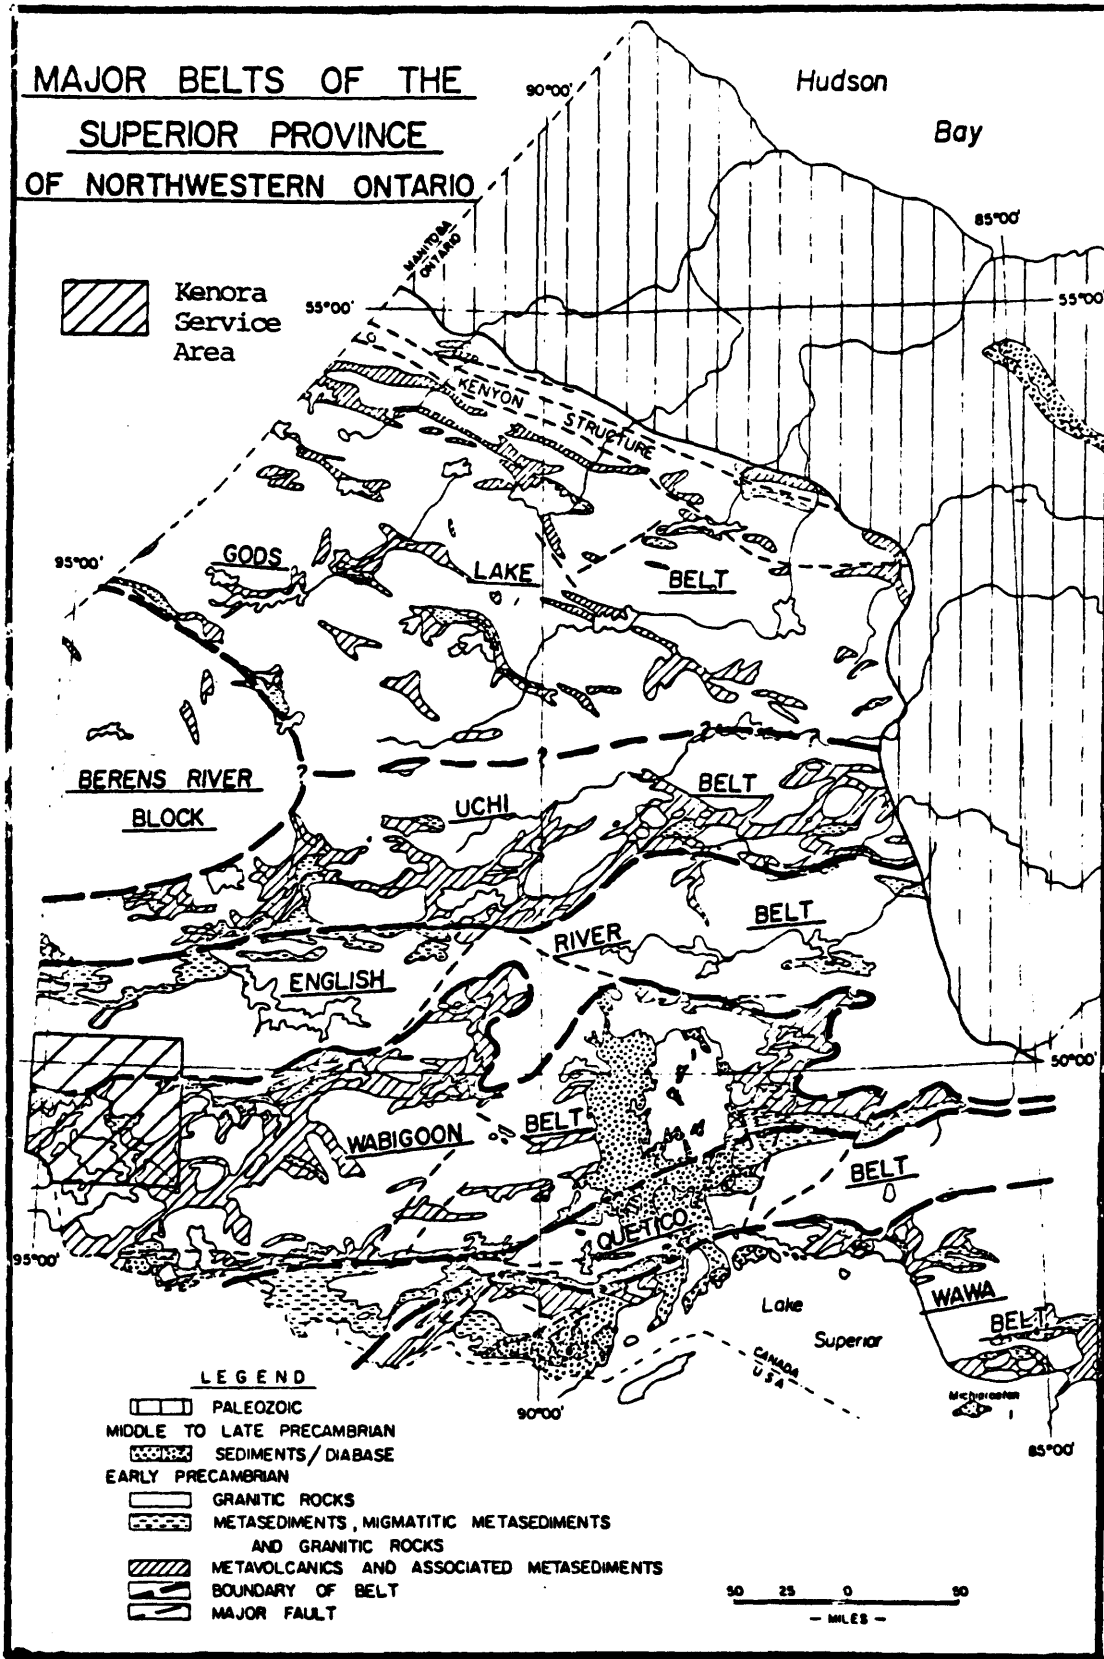 MAJOR BELTS OF THE
SUPERIOR PROVINCE
OF NORTHWESTERN ONTARIO
Hudson
Bay
90°00'
85°00'
MANITOBA
ONTARIO
Kenora
Service
Area
55°00'
55°00'
KENYON
STRUCTURE
95°00'
GODS
LAKE
BELT
BERENS RIVER
BLOCK
UCHI
BELT
ENGLISH
RIVER
BELT
50°00'
WABIGOON
BELT
QUETICO
BELT
95°00'
WAWA
BELT
Lake
Superior
CANADA
USA
90°00'
Michipicoten
I
85°00'
LEGEND
PALEOZOIC
MIDDLE TO LATE PRECAMBRIAN
SEDIMENTS/DIABASE
EARLY PRECAMBRIAN
GRANITIC ROCKS
METASEDIMENTS, MIGMATITIC METASEDIMENTS
AND GRANITIC ROCKS
METAVOLCANICS AND ASSOCIATED METASEDIMENTS
BOUNDARY OF BELT
MAJOR FAULT
50 25 0 50
— MILES —